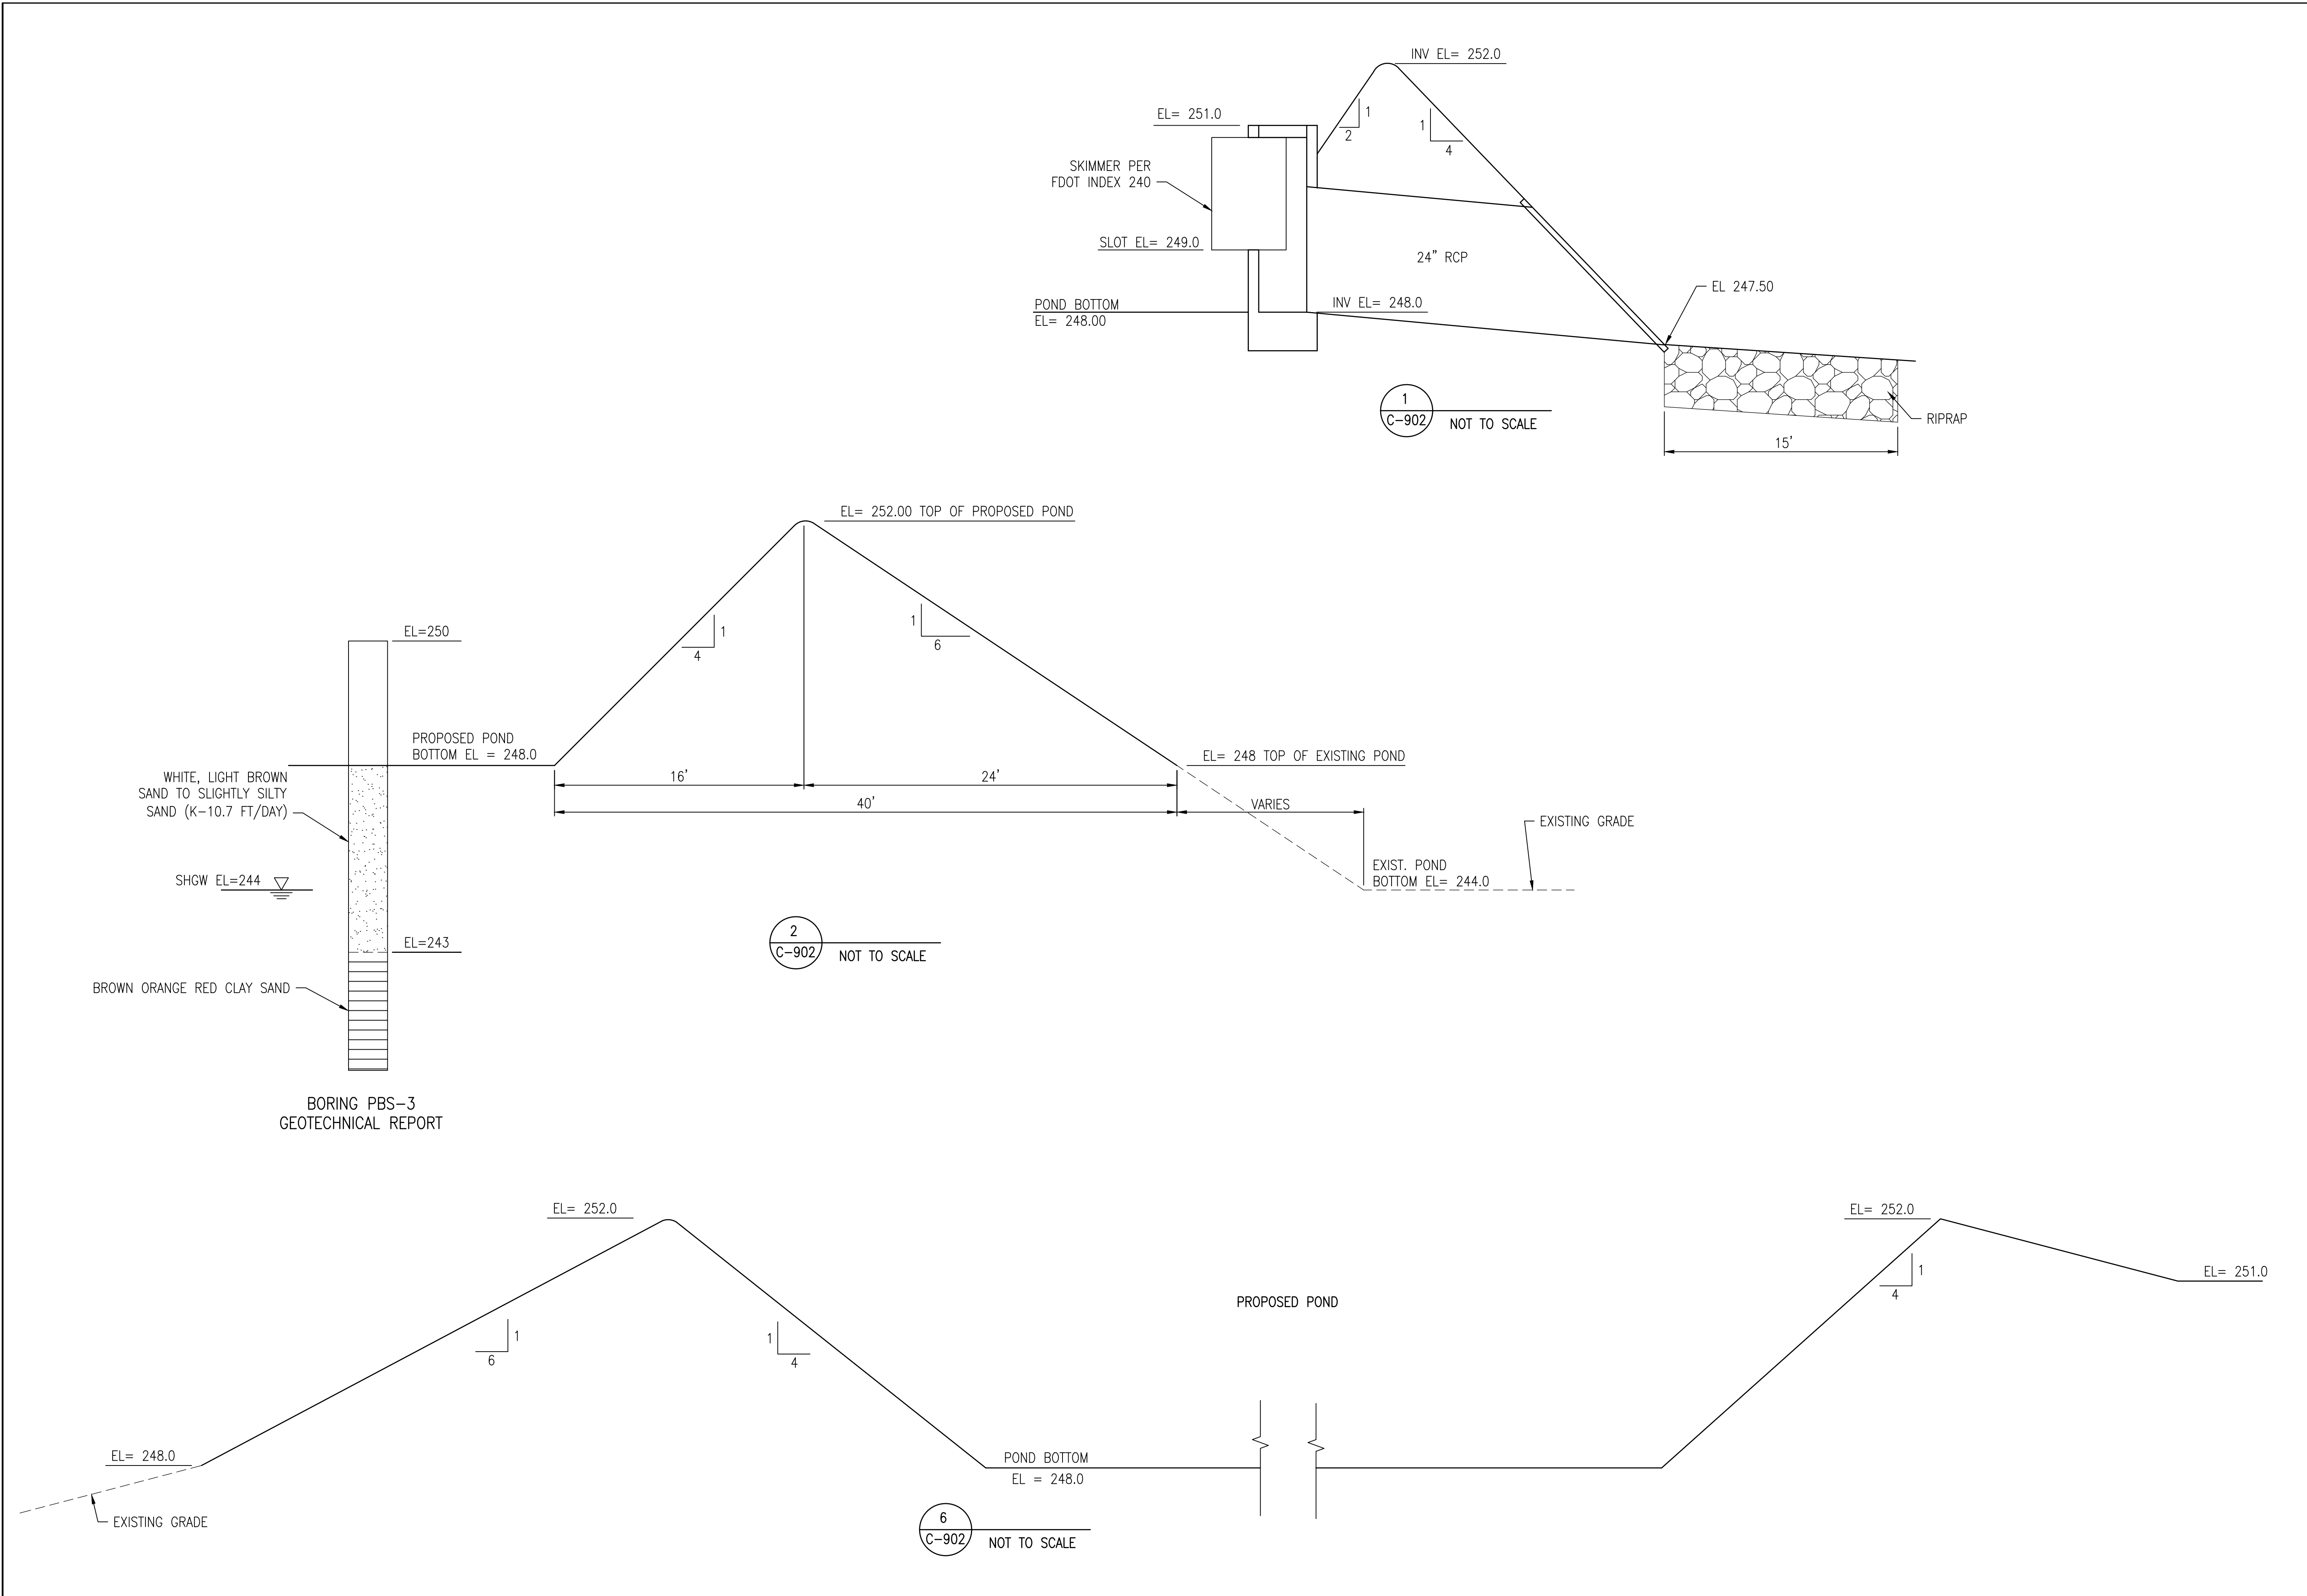 INV EL= 252.0
EL= 251.0
1
2
1
4
SKIMMER PER
FDOT INDEX 240
SLOT EL= 249.0
24" RCP
POND BOTTOM
EL= 248.00
INV EL= 248.0
EL 247.50
RIPRAP
15'
1
C-902
NOT TO SCALE
EL= 252.00 TOP OF PROPOSED POND
1
4
1
6
EL=250
PROPOSED POND
BOTTOM EL = 248.0
WHITE, LIGHT BROWN
SAND TO SLIGHTLY SILTY
SAND (K-10.7 FT/DAY)
EL= 248 TOP OF EXISTING POND
16'
24'
40'
VARIES
EXISTING GRADE
EXIST. POND
BOTTOM EL= 244.0
SHGW EL=244
EL=243
BROWN ORANGE RED CLAY SAND
2
C-902
NOT TO SCALE
BORING PBS-3
GEOTECHNICAL REPORT
EL= 252.0
EL= 252.0
1
6
1
4
PROPOSED POND
1
4
EL= 251.0
EL= 248.0
EXISTING GRADE
POND BOTTOM
EL = 248.0
6
C-902
NOT TO SCALE